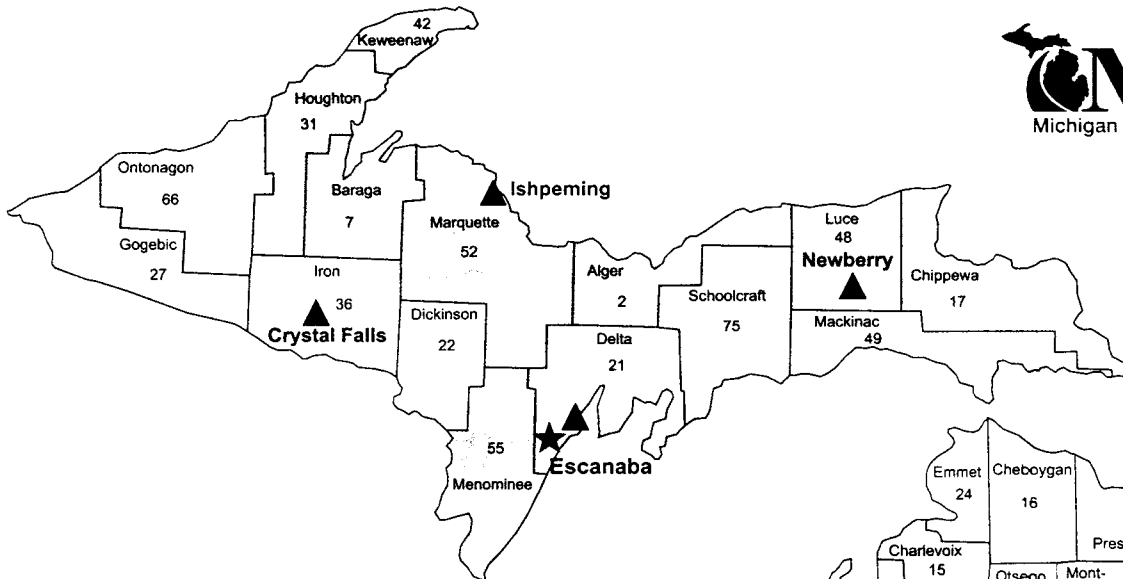 42
Keweenaw
M
Michigan
Houghton
31
Ontonagon
66
Baraga
7
Ishpeming
Marquette
52
Gogebic
27
Iron
36
Crystal Falls
Dickinson
22
Alger
2
Schoolcraft
75
Luce
48
Newberry
Chippewa
17
Mackinac
49
Delta
21
Escanaba
55
Menominee
Emmet
24
Cheboygan
16
Pres
Charlevoix
15
Otsego
Mont-